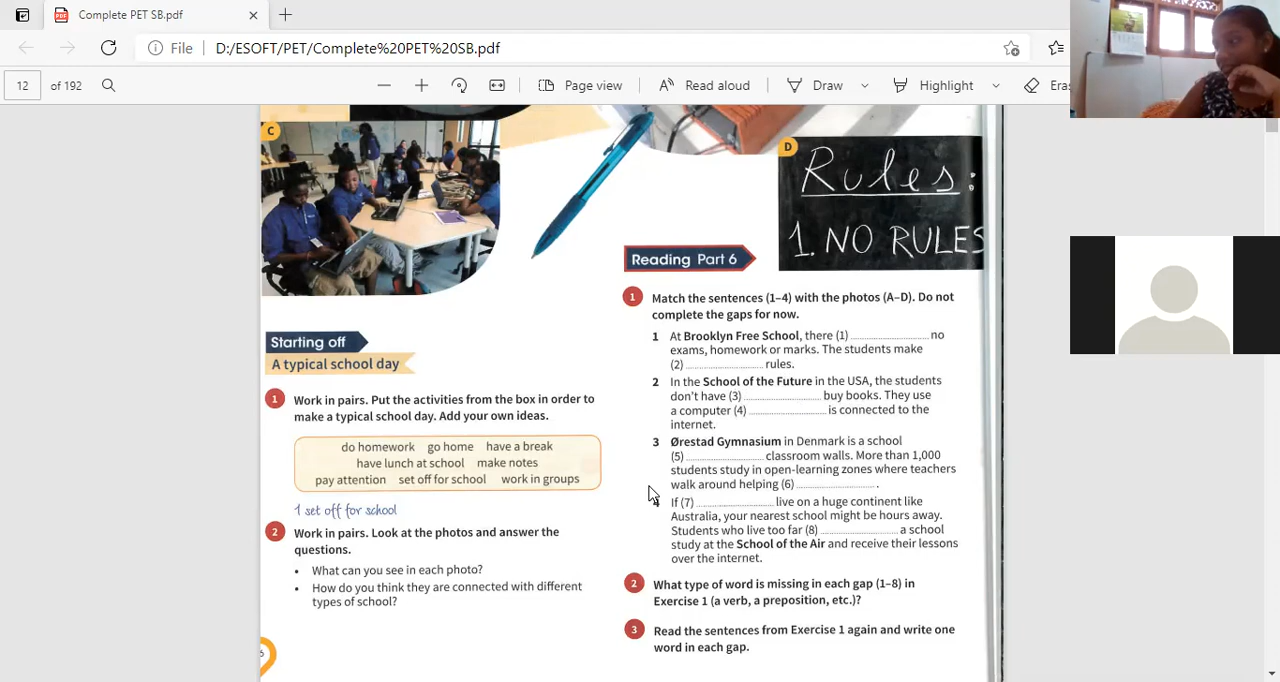 Complete PET SB.pdf
File
D:/ESOFT/PET/Complete%20PET%20SB.pdf
12
of 192
Page view
Read aloud
Draw
Highlight
C
D
Rules:
1. NO RULES
Starting off
A typical school day
1 Work in pairs. Put the activities from the box in order to
make a typical school day. Add your own ideas.
do homework go home have a break
have lunch at school make notes
pay attention set off for school work in groups
1 set off for school
2 Work in pairs. Look at the photos and answer the
questions.
• What can you see in each photo?
• How do you think they are connected with different
types of school?
Reading Part 6
1 Match the sentences (1–4) with the photos (A–D). Do not
complete the gaps for now.
1 At Brooklyn Free School, there (1) .......................... no
exams, homework or marks. The students make
(2) .......................... rules.
2 In the School of the Future in the USA, the students
don't have (3) .......................... buy books. They use
a computer (4) .......................... is connected to the
internet.
3 Ørestad Gymnasium in Denmark is a school
(5) .......................... classroom walls. More than 1,000
students study in open-learning zones where teachers
walk around helping (6) .......................... .
4 If (7) .......................... live on a huge continent like
Australia, your nearest school might be hours away.
Students who live too far (8) .......................... a school
study at the School of the Air and receive their lessons
over the internet.
2 What type of word is missing in each gap (1–8) in
Exercise 1 (a verb, a preposition, etc.)?
3 Read the sentences from Exercise 1 again and write one
word in each gap.